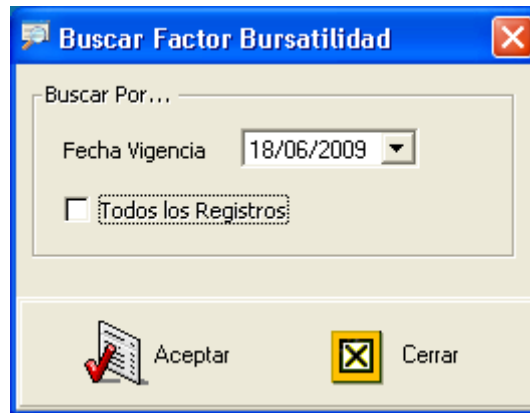 Buscar Factor Bursatilidad
Buscar Por...
Fecha Vigencia 18/06/2009
Todos los Registros
Aceptar Cerrar